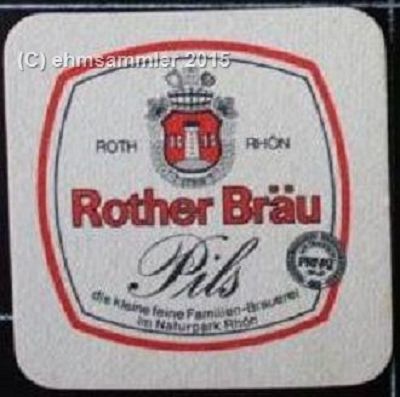 (C) ehmsammler 2015
ROTH RHÖN
Rother Bräu
Pils
die kleine feine Familien-Brauerei
im Naturpark Rhön